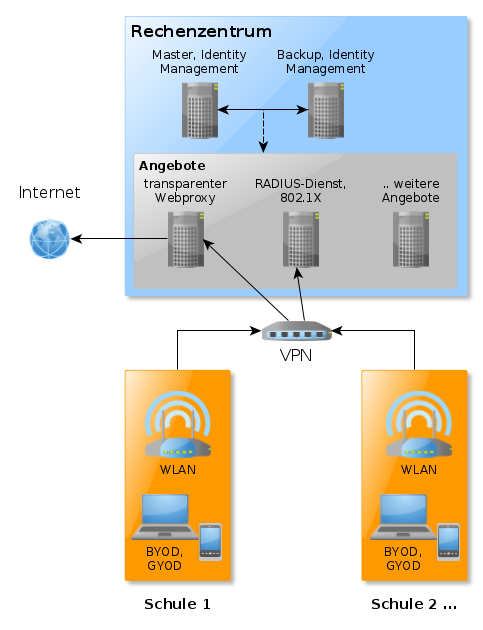 Rechenzentrum
Master, Identity
Management
Backup, Identity
Management
Angebote
transparenter
Webproxy
RADIUS-Dienst,
802.1X
.. weitere
Angebote
Internet
VPN
WLAN
BYOD,
GYOD
Schule 1
WLAN
BYOD,
GYOD
Schule 2 ...